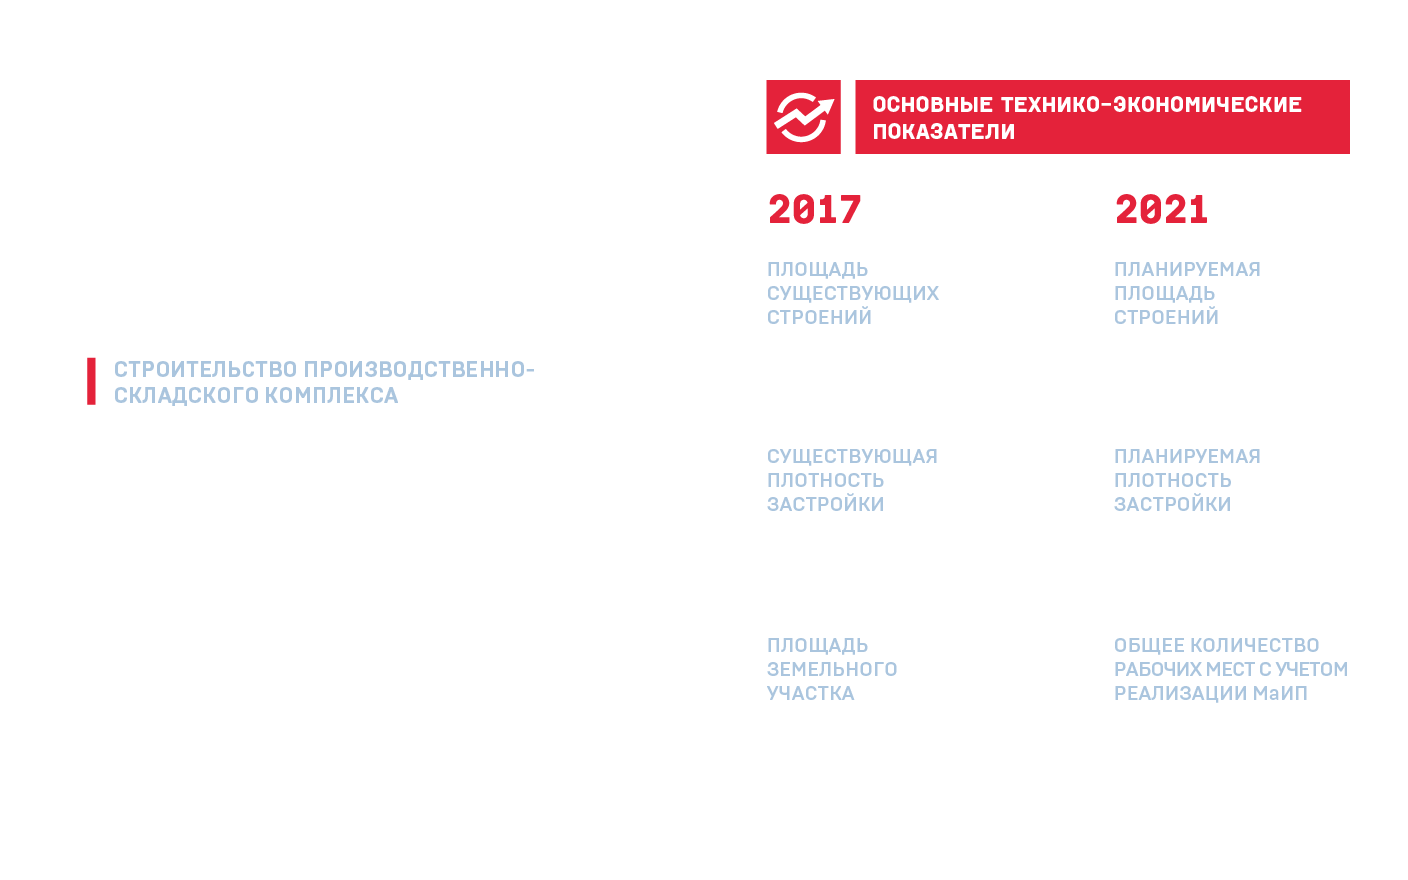 СТРОИТЕЛЬСТВО ПРОИЗВОДСТВЕННО-
СКЛАДСКОГО КОМПЛЕКСА
ОСНОВНЫЕ ТЕХНИКО-ЭКОНОМИЧЕСКИЕ
ПОКАЗАТЕЛИ
2017
ПЛОЩАДЬ
СУЩЕСТВУЮЩИХ
СТРОЕНИЙ
СУЩЕСТВУЮЩАЯ
ПЛОТНОСТЬ
ЗАСТРОЙКИ
ПЛОЩАДЬ
ЗЕМЕЛЬНОГО
УЧАСТКА
2021
ПЛАНИРУЕМАЯ
ПЛОЩАДЬ
СТРОЕНИЙ
ПЛАНИРУЕМАЯ
ПЛОТНОСТЬ
ЗАСТРОЙКИ
ОБЩЕЕ КОЛИЧЕСТВО
РАБОЧИХ МЕСТ С УЧЕТОМ
РЕАЛИЗАЦИИ МаИП